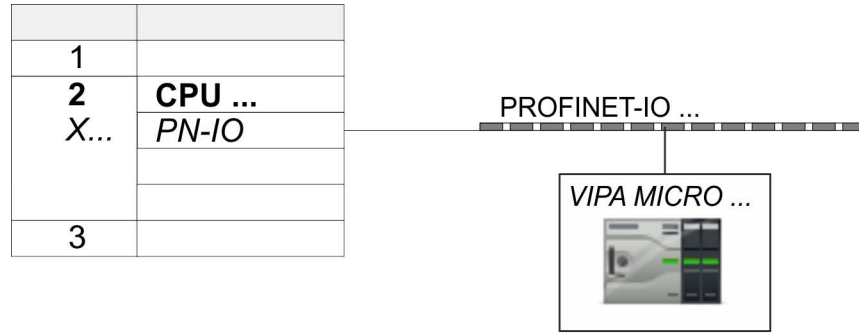 1
2 CPU ...
X... PN-IO
3
PROFINET-IO ...
VIPA MICRO ...